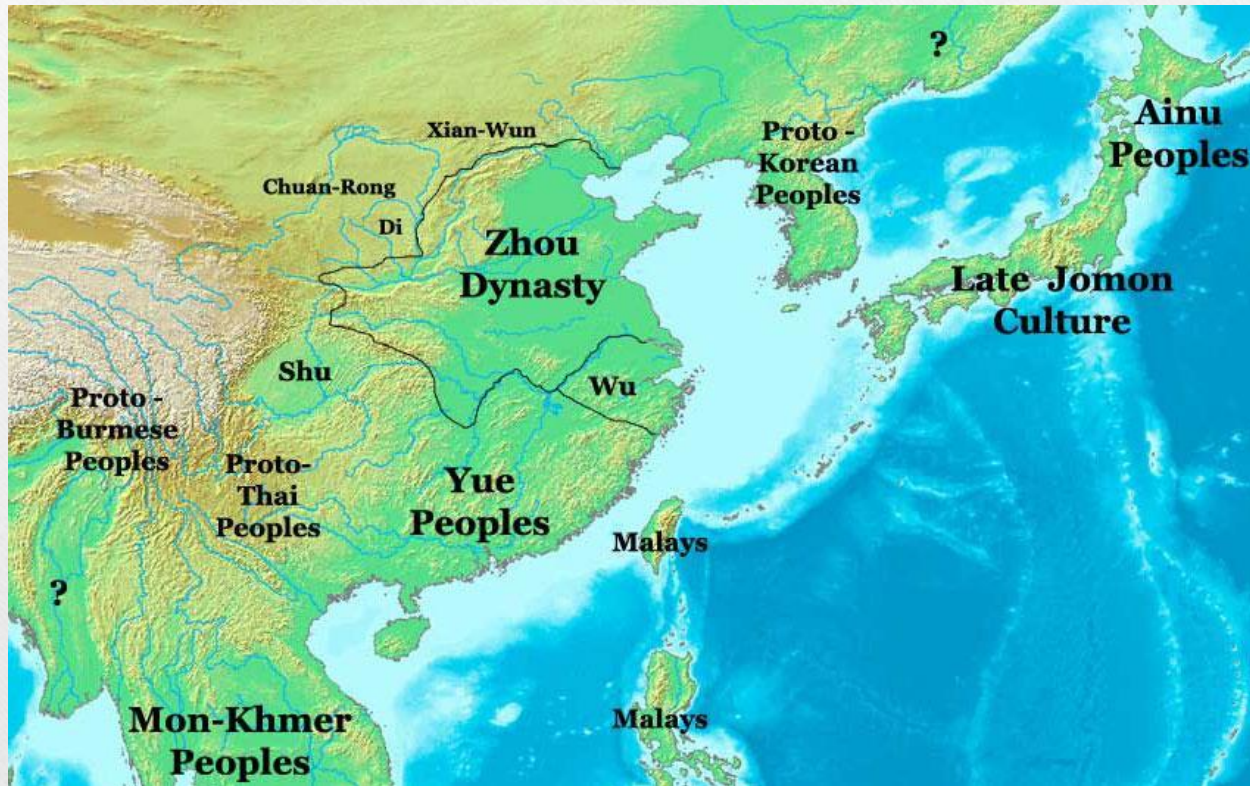 ?
Ainu
Peoples
Xian-Wun
Proto -
Korean
Peoples
Chuan-Rong
Di
Zhou
Dynasty
Late Jomon
Culture
Shu
Wu
Proto -
Burmese
Peoples
Proto-
Thai
Peoples
Yue
Peoples
Malays
?
Mon-Khmer
Peoples
Malays